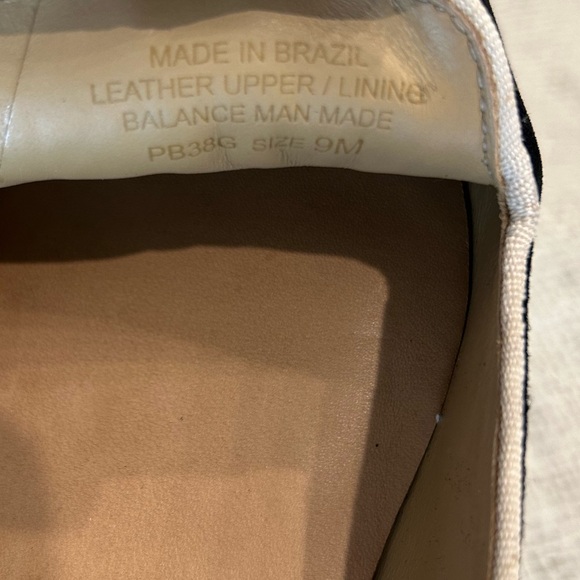 MADE IN BRAZIL
LEATHER UPPER / LINING
BALANCE MAN MADE
PB38G SIZE 9M